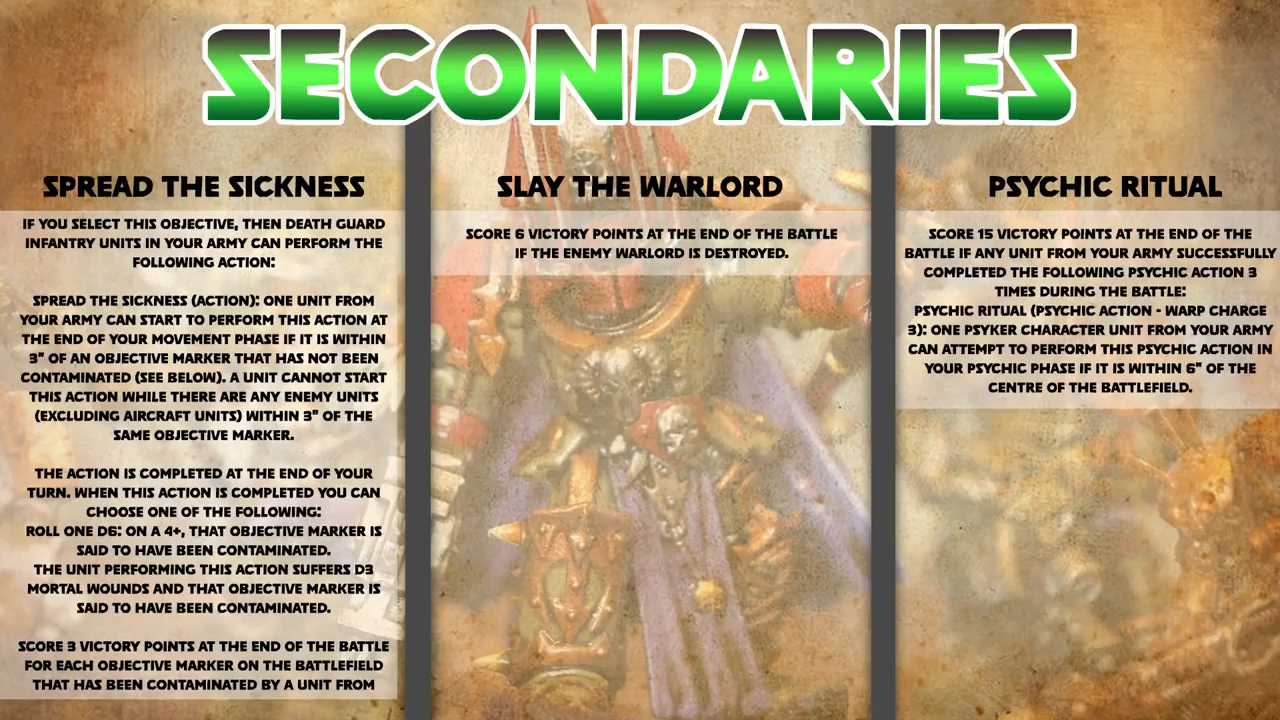 SECONDARIES
SPREAD THE SICKNESS
IF YOU SELECT THIS OBJECTIVE, THEN DEATH GUARD
INFANTRY UNITS IN YOUR ARMY CAN PERFORM THE
FOLLOWING ACTION:
SPREAD THE SICKNESS (ACTION): ONE UNIT FROM
YOUR ARMY CAN START TO PERFORM THIS ACTION AT
THE END OF YOUR MOVEMENT PHASE IF IT IS WITHIN
3" OF AN OBJECTIVE MARKER THAT HAS NOT BEEN
CONTAMINATED (SEE BELOW). A UNIT CANNOT START
THIS ACTION WHILE THERE ARE ANY ENEMY UNITS
(EXCLUDING AIRCRAFT UNITS) WITHIN 3" OF THE
SAME OBJECTIVE MARKER.
THE ACTION IS COMPLETED AT THE END OF YOUR
TURN. WHEN THIS ACTION IS COMPLETED YOU CAN
CHOOSE ONE OF THE FOLLOWING:
ROLL ONE D6: ON A 4+, THAT OBJECTIVE MARKER IS
SAID TO HAVE BEEN CONTAMINATED.
THE UNIT PERFORMING THIS ACTION SUFFERS D3
MORTAL WOUNDS AND THAT OBJECTIVE MARKER IS
SAID TO HAVE BEEN CONTAMINATED.
SCORE 3 VICTORY POINTS AT THE END OF THE BATTLE
FOR EACH OBJECTIVE MARKER ON THE BATTLEFIELD
THAT HAS BEEN CONTAMINATED BY A UNIT FROM
SLAY THE WARLORD
SCORE 6 VICTORY POINTS AT THE END OF THE BATTLE
IF THE ENEMY WARLORD IS DESTROYED.
PSYCHIC RITUAL
SCORE 15 VICTORY POINTS AT THE END OF THE
BATTLE IF ANY UNIT FROM YOUR ARMY SUCCESSFULLY
COMPLETED THE FOLLOWING PSYCHIC ACTION 3
TIMES DURING THE BATTLE:
PSYCHIC RITUAL (PSYCHIC ACTION - WARP CHARGE
3): ONE PSYKER CHARACTER UNIT FROM YOUR ARMY
CAN ATTEMPT TO PERFORM THIS PSYCHIC ACTION IN
YOUR PSYCHIC PHASE IF IT IS WITHIN 6" OF THE
CENTRE OF THE BATTLEFIELD.